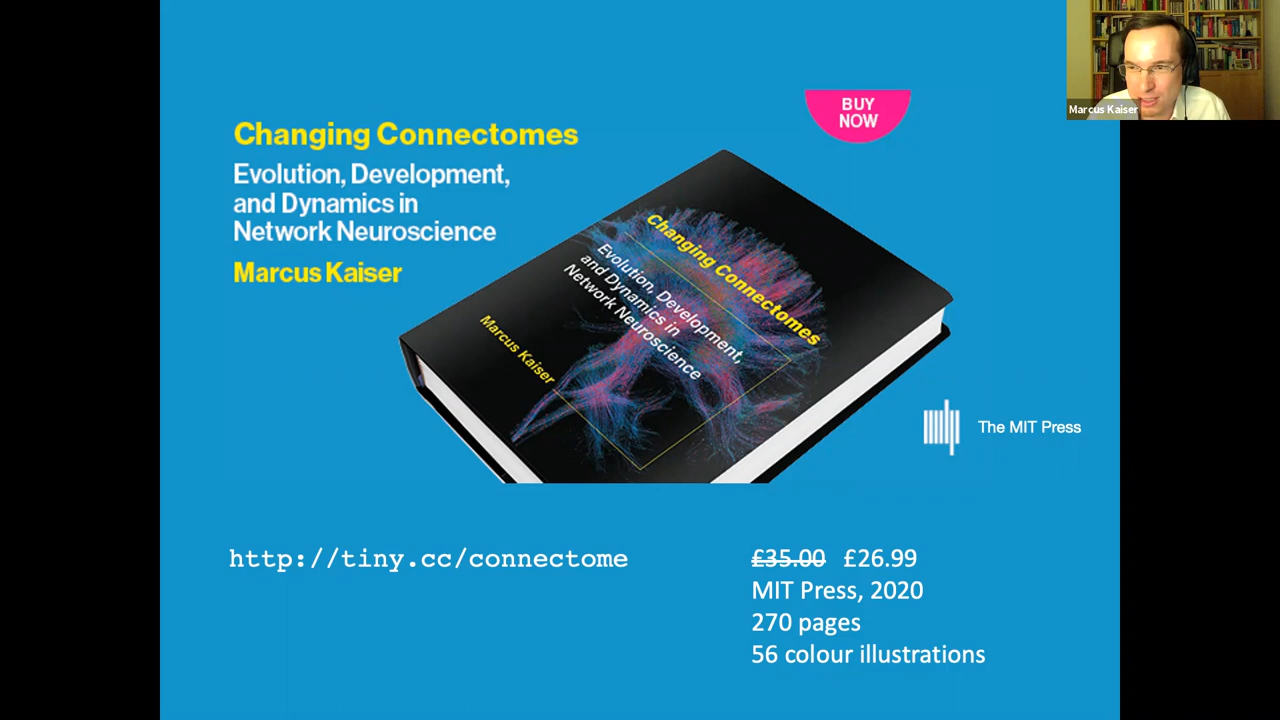 Marcus Kaiser
BUY
NOW
Changing Connectomes
Evolution, Development,
and Dynamics in
Network Neuroscience
Marcus Kaiser
Changing Connectomes
Evolution, Development,
and Dynamics in
Network Neuroscience
Marcus Kaiser
The MIT Press
http://tiny.cc/connectome
£35.00 £26.99
MIT Press, 2020
270 pages
56 colour illustrations